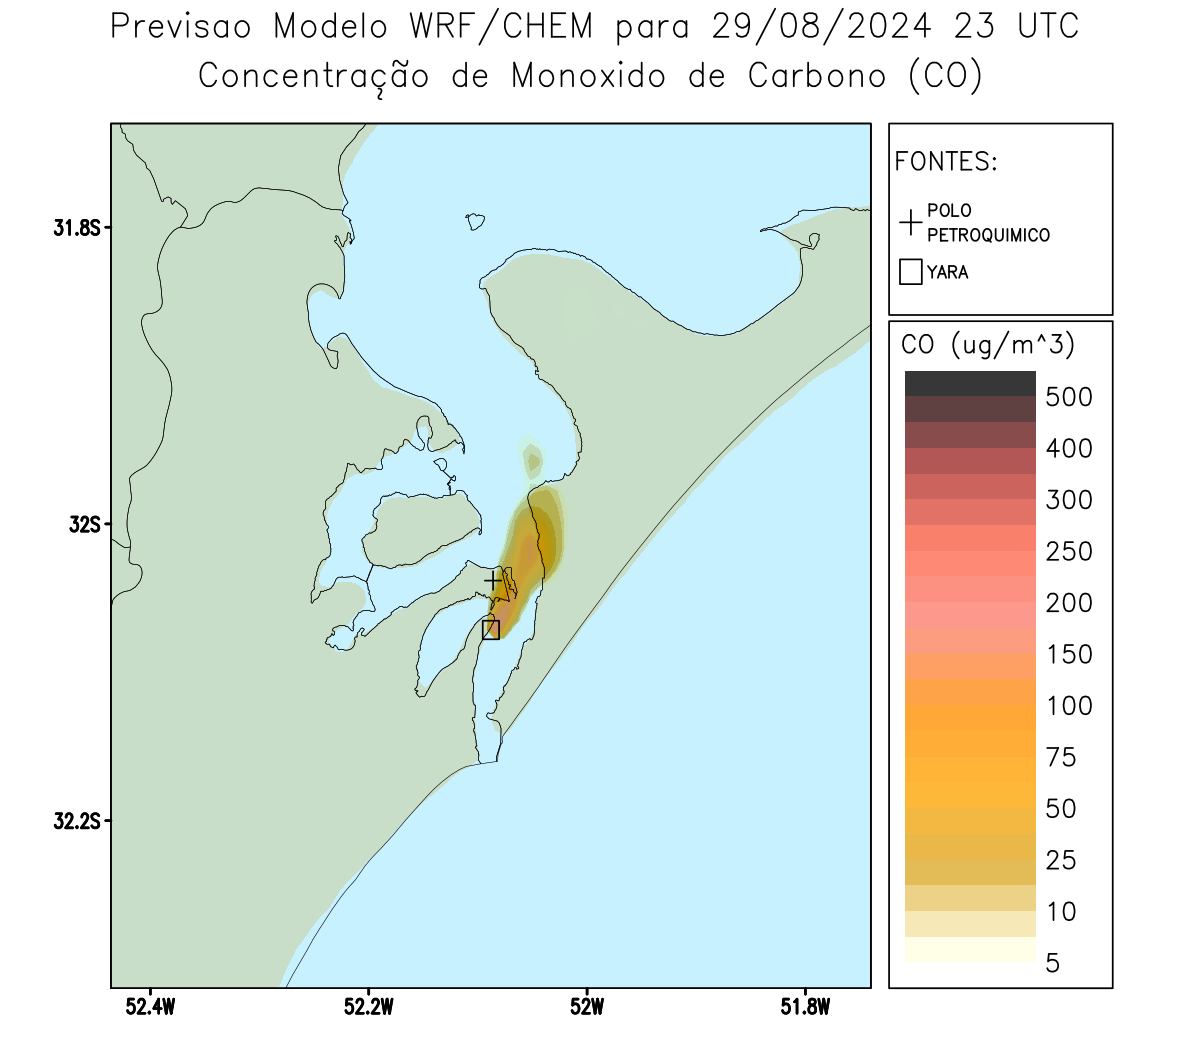 Previsao Modelo WRF/CHEM para 29/08/2024 23 UTC
Concentração de Monoxido de Carbono (CO)
FONTES:
POLO
PETROQUIMICO
YARA
CO (ug/m^3)
500
400
300
250
200
150
100
75
50
25
10
5
31.8S
32S
32.2S
52.4W
52.2W
52W
51.8W